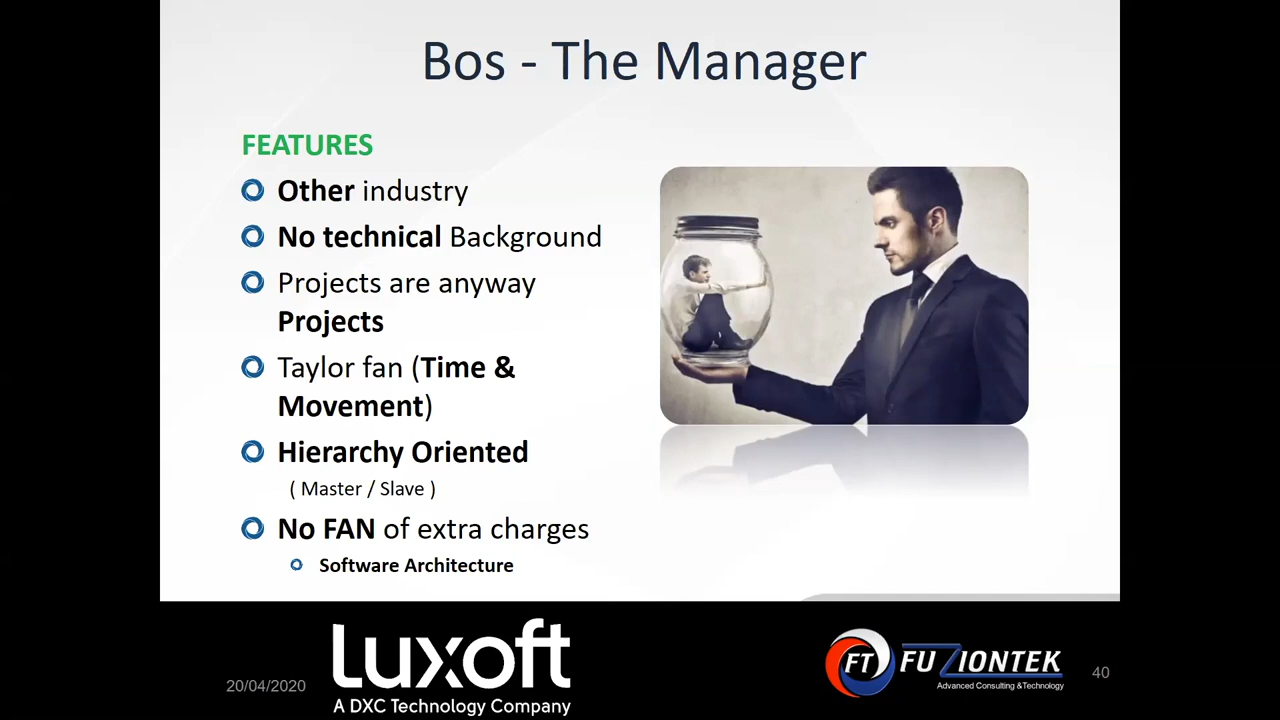 Bos - The Manager
FEATURES
Other industry
No technical Background
Projects are anyway
Projects
Taylor fan (Time &
Movement)
Hierarchy Oriented
( Master / Slave )
No FAN of extra charges
Software Architecture
20/04/2020
Luxoft
A DXC Technology Company
FT FUZIONTEK
Advanced Consulting &Technology
40